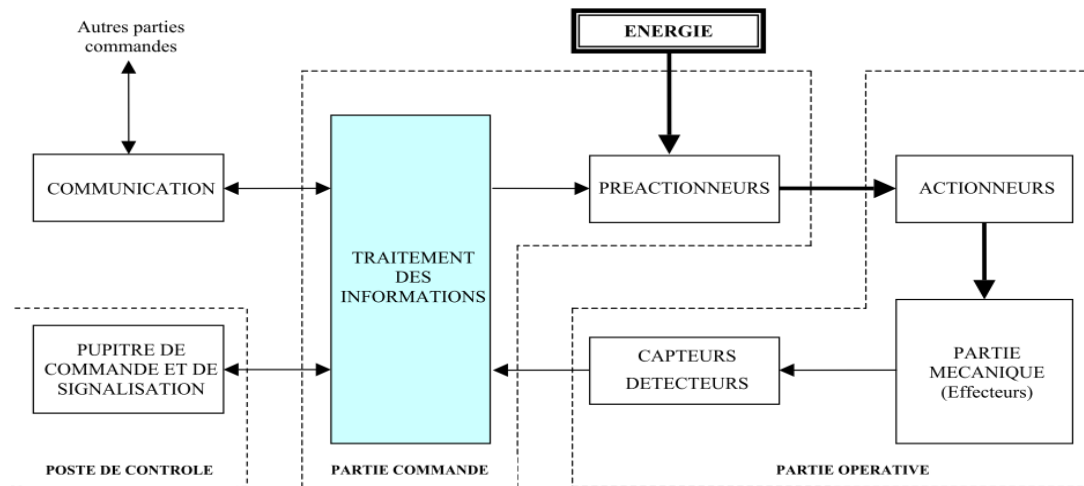 Autres parties
commandes
ENERGIE
COMMUNICATION
PREACTIONNEURS
ACTIONNEURS
TRAITEMENT
DES
INFORMATIONS
PUPITRE DE
COMMANDE ET DE
SIGNALISATION
CAPTEURS
DETECTEURS
PARTIE
MECANIQUE
(Effecteurs)
POSTE DE CONTROLE
PARTIE COMMANDE
PARTIE OPERATIVE